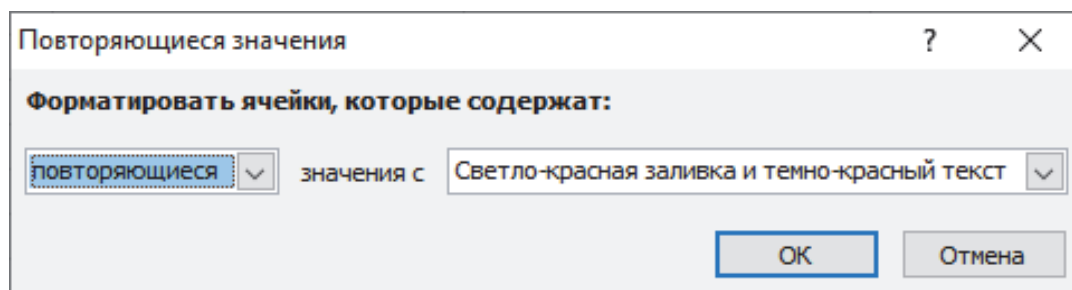 Повторяющиеся значения ?
Форматировать ячейки, которые содержат:
повторяющиеся значения с Светло-красная заливка и темно-красный текст
ОК Отмена